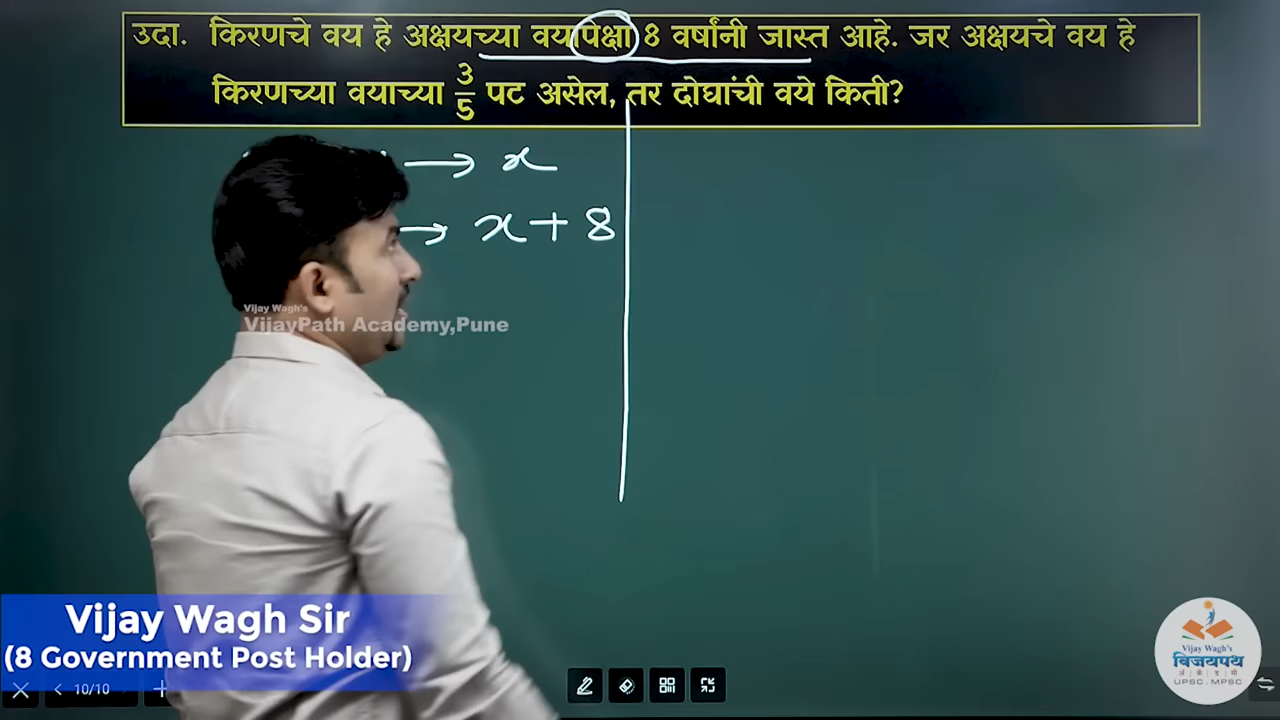 उदा. किरणचे वय हे अक्षयच्या वयापेक्षा 8 वर्षांनी जास्त आहे. जर अक्षयचे वय हे
किरणच्या वयाच्या 3/5 पट असेल, तर दोघांची वये किती?
→ x
→ x + 8
Vijay Wagh's
VijayPath Academy,Pune
Vijay Wagh Sir
(8 Government Post Holder)
10/10
Vijay Wagh's
विजयपथ
अॅकॅडमी
UPSC.MPSC